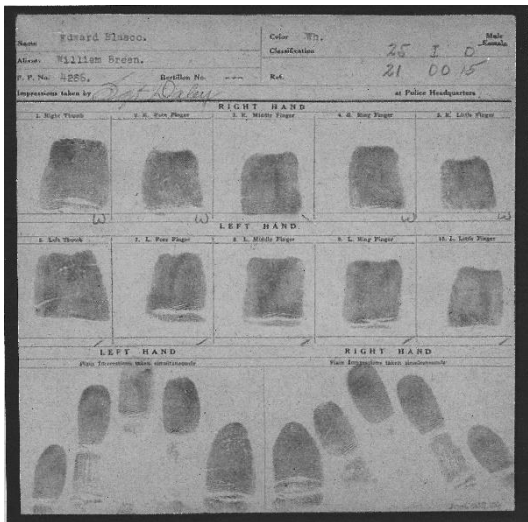 Name Edward Blasco. Color Wh. Male
Classification 25 I O Female
Aliases William Breen. 21 OO 15
F. P. No. 4286. Bertillon No. --- Ref.
Impressions taken by Sgt Daley at Police Headquarters
RIGHT HAND
1. Right Thumb 2. R. Fore Finger 3. R. Middle Finger 4. R. Ring Finger 5. R. Little Finger
W W \ W W
LEFT HAND
6. Left Thumb 7. L. Fore Finger 8. L. Middle Finger 9. L. Ring Finger 10. L. Little Finger
/ / / / /
LEFT HAND RIGHT HAND
Plain Impressions taken simultaneously Plain Impressions taken simultaneously